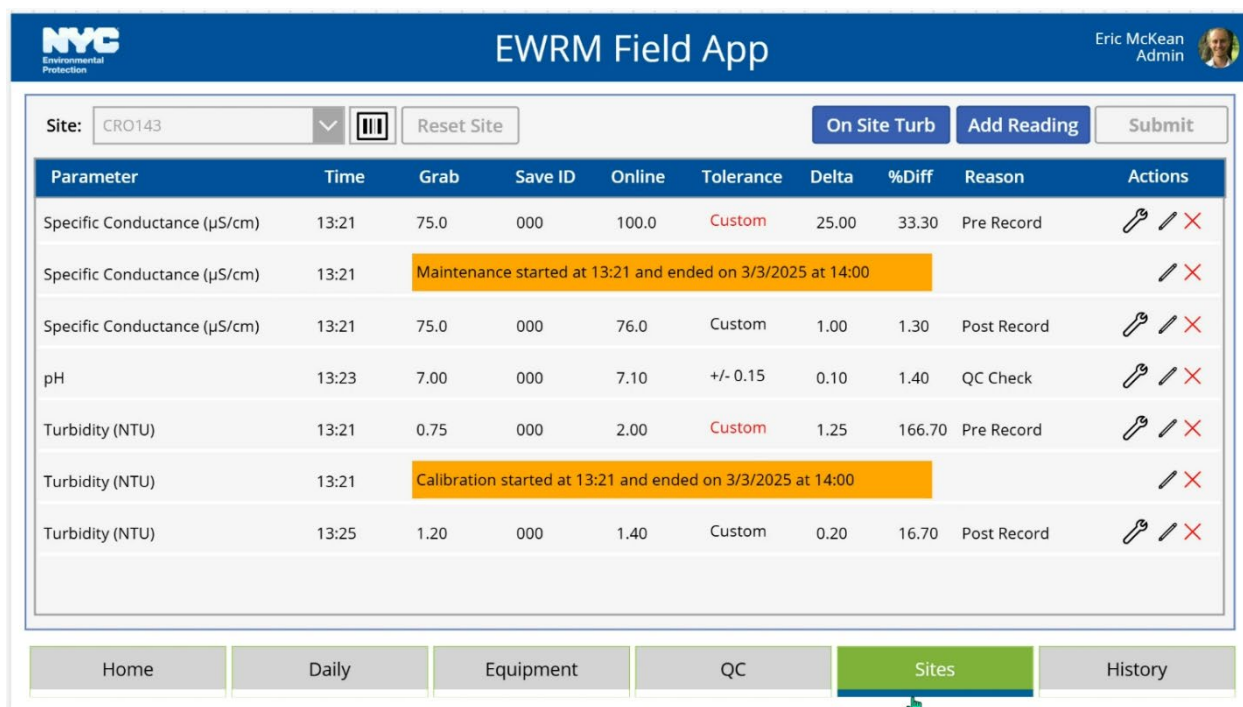 NYC
Environmental
Protection
EWRM Field App
Eric McKean
Admin
Site: CRO143 Reset Site On Site Turb Add Reading Submit
Parameter Time Grab Save ID Online Tolerance Delta %Diff Reason Actions
Specific Conductance (µS/cm) 13:21 75.0 000 100.0 Custom 25.00 33.30 Pre Record
Specific Conductance (µS/cm) 13:21 Maintenance started at 13:21 and ended on 3/3/2025 at 14:00
Specific Conductance (µS/cm) 13:21 75.0 000 76.0 Custom 1.00 1.30 Post Record
pH 13:23 7.00 000 7.10 +/- 0.15 0.10 1.40 QC Check
Turbidity (NTU) 13:21 0.75 000 2.00 Custom 1.25 166.70 Pre Record
Turbidity (NTU) 13:21 Calibration started at 13:21 and ended on 3/3/2025 at 14:00
Turbidity (NTU) 13:25 1.20 000 1.40 Custom 0.20 16.70 Post Record
Home Daily Equipment QC Sites History